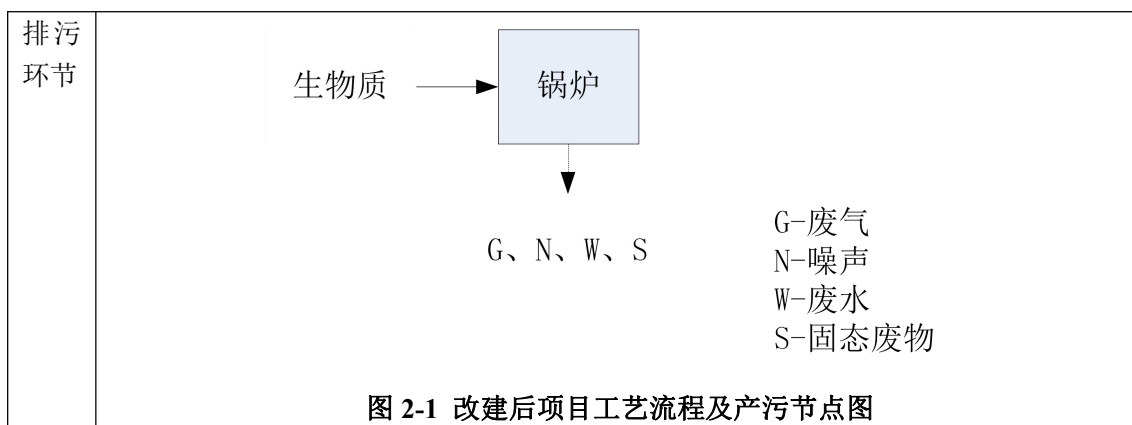 排污
环节
生物质
锅炉
G、N、W、S
G-废气
N-噪声
W-废水
S-固态废物
图 2-1 改建后项目工艺流程及产污节点图